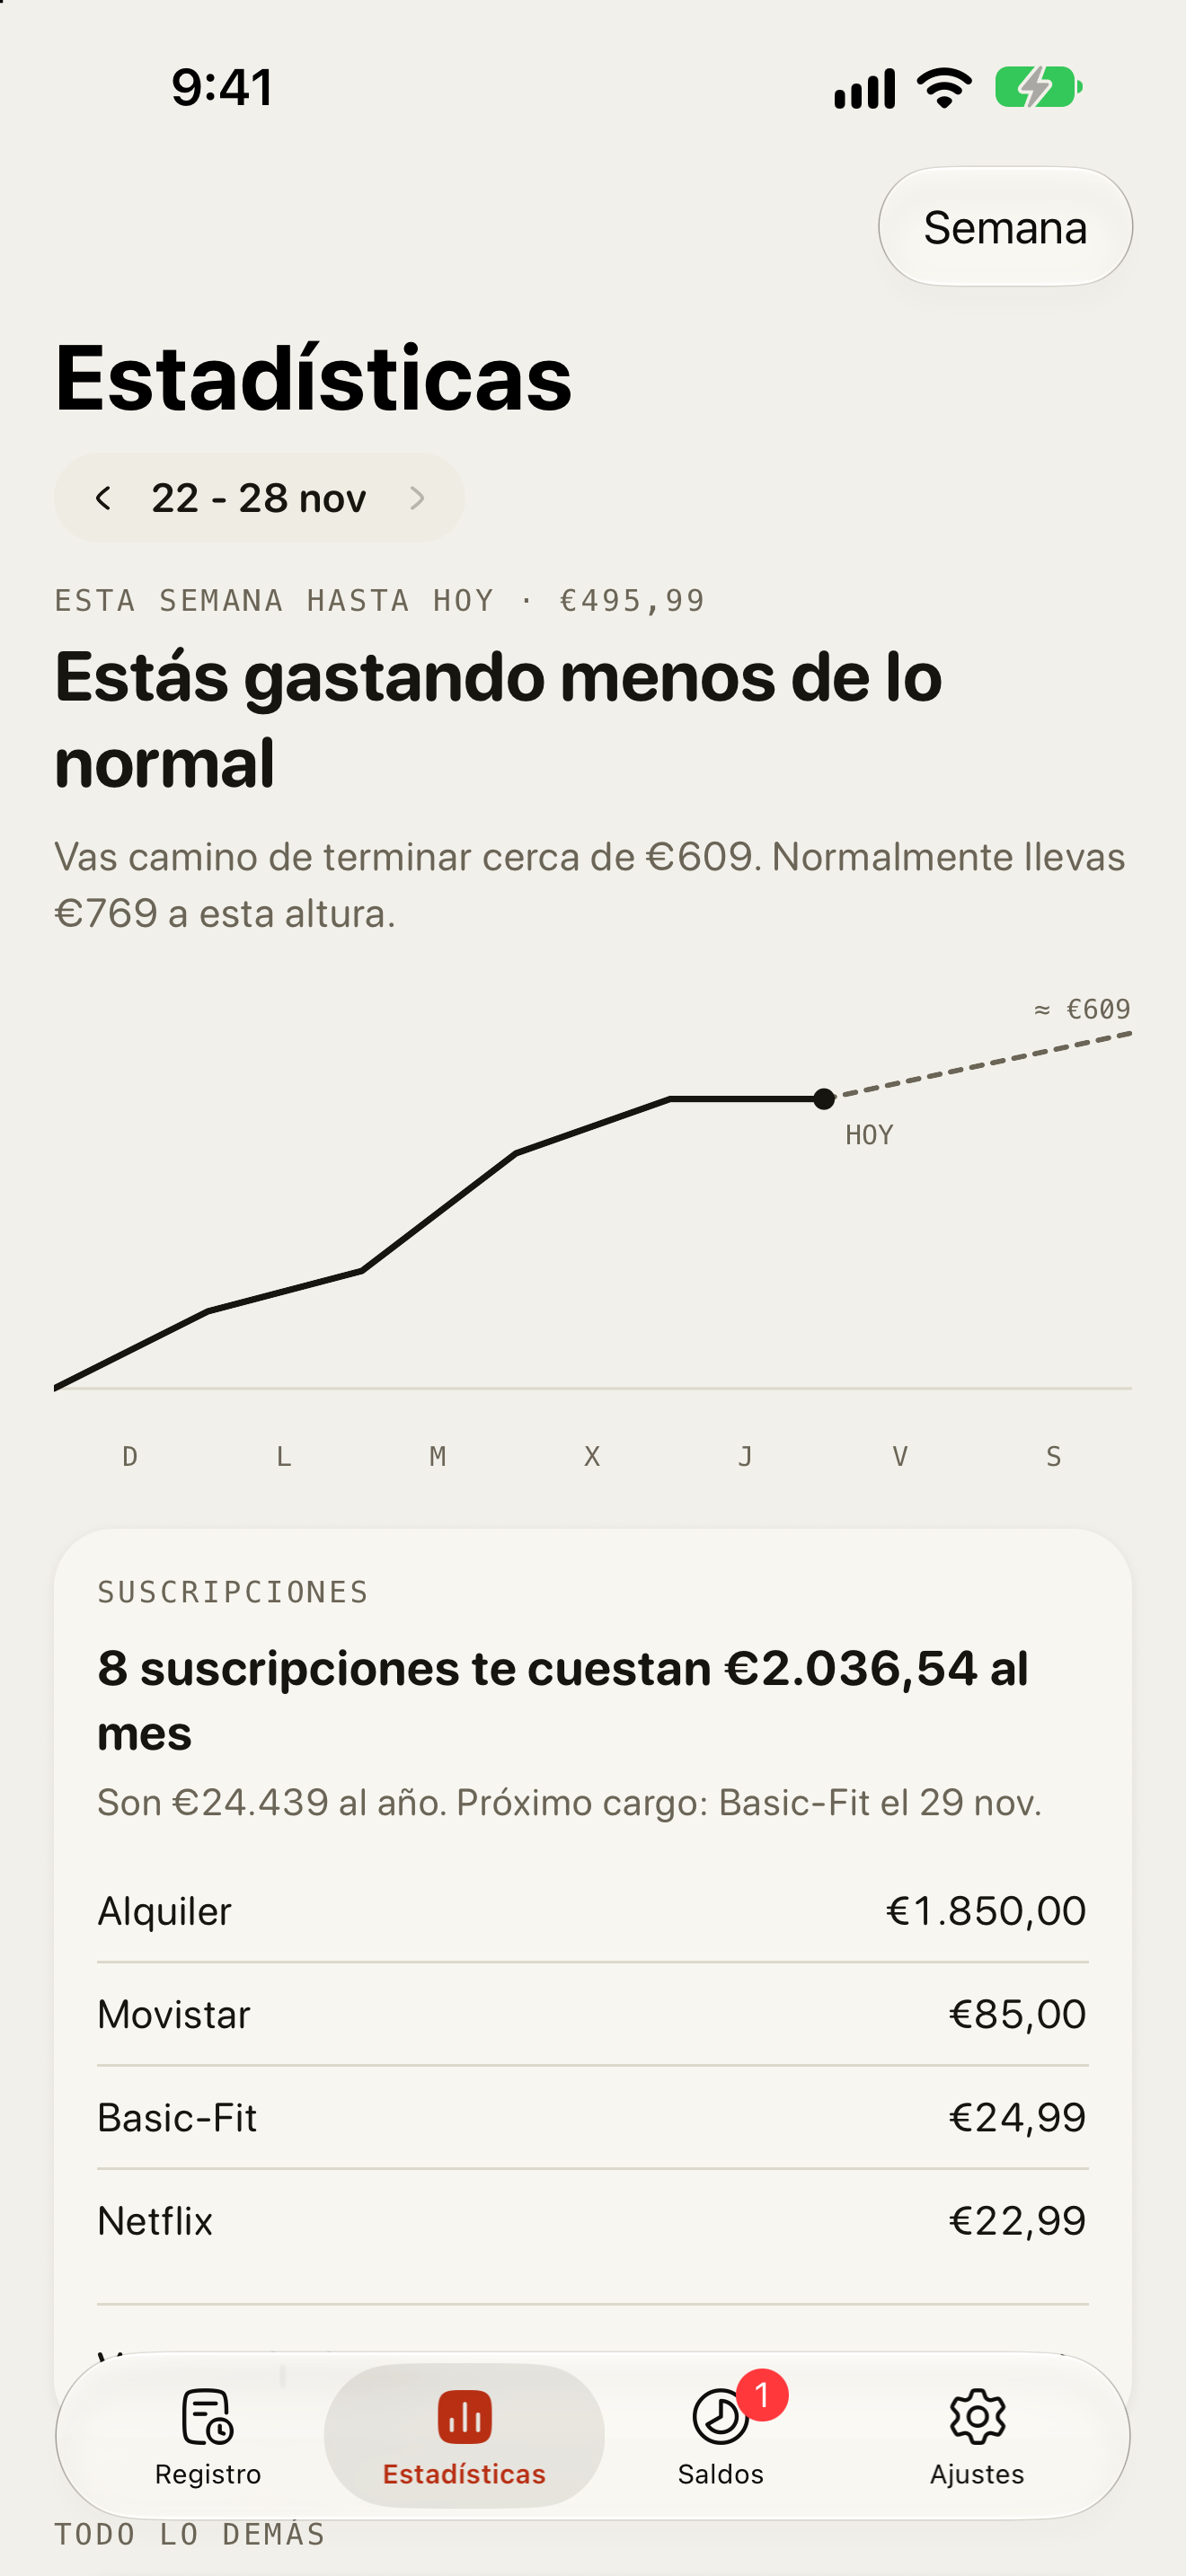 9:41
Semana
Estadísticas
22 - 28 nov
ESTA SEMANA HASTA HOY · €495,99
Estás gastando menos de lo
normal
Vas camino de terminar cerca de €609. Normalmente llevas
€769 a esta altura.
≈ €609
HOY
D L M X J V S
SUSCRIPCIONES
8 suscripciones te cuestan €2.036,54 al
mes
Son €24.439 al año. Próximo cargo: Basic-Fit el 29 nov.
Alquiler €1.850,00
Movistar €85,00
Basic-Fit €24,99
Netflix €22,99
1
Registro Estadísticas Saldos Ajustes
TODO LO DEMÁS